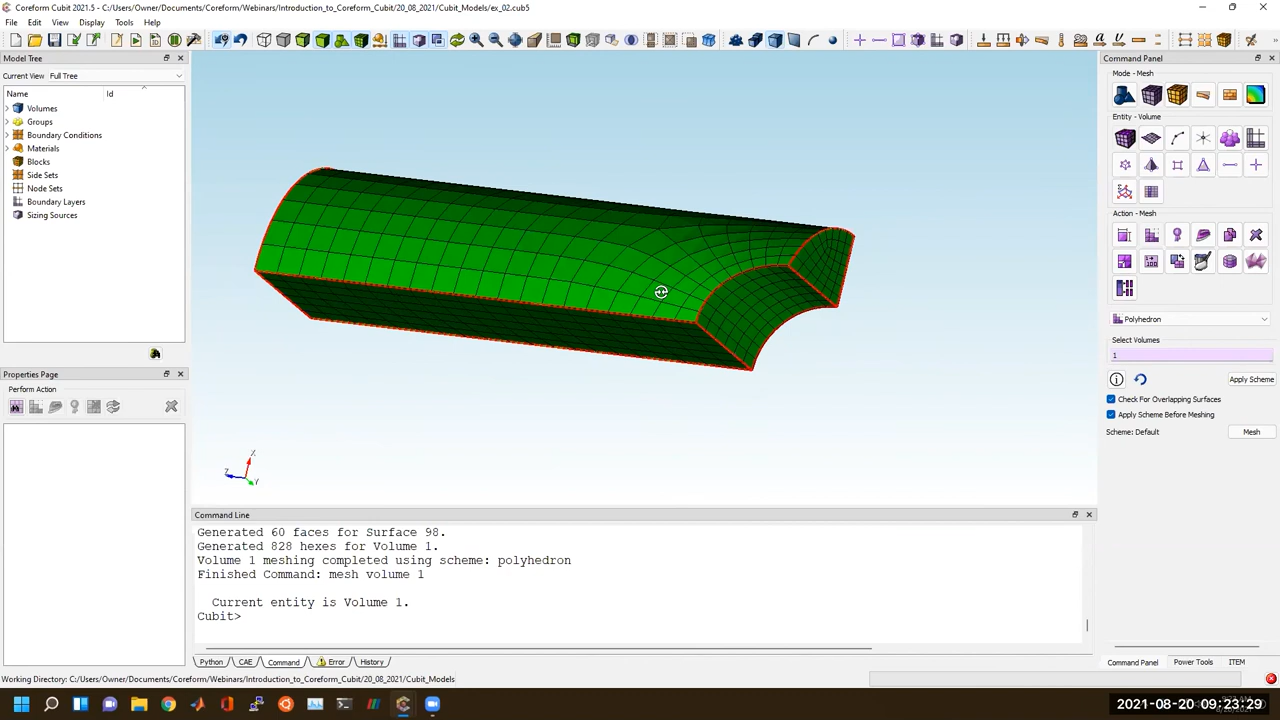 Coreform Cubit 2021.5 - C:/Users/Owner/Documents/Coreform/Webinars/Introduction_to_Coreform_Cubit/20_08_2021/Cubit_Models/ex_02.cub5
File Edit View Display Tools Help
Model Tree
Current View Full Tree
Name Id
Volumes
Groups
Boundary Conditions
Materials
Blocks
Side Sets
Node Sets
Boundary Layers
Sizing Sources
Properties Page
Perform Action
X
Z
Y
Command Line
Generated 60 faces for Surface 98.
Generated 828 hexes for Volume 1.
Volume 1 meshing completed using scheme: polyhedron
Finished Command: mesh volume 1
Current entity is Volume 1.
Cubit>
Python CAE Command Error History
Command Panel
Mode - Mesh
Entity - Volume
Action - Mesh
Polyhedron
Select Volumes
1
Apply Scheme
Check For Overlapping Surfaces
Apply Scheme Before Meshing
Scheme: Default
Mesh
Command Panel Power Tools ITEM
Working Directory: C:/Users/Owner/Documents/Coreform/Webinars/Introduction_to_Coreform_Cubit/20_08_2021/Cubit_Models
2021-08-20 09:23:29